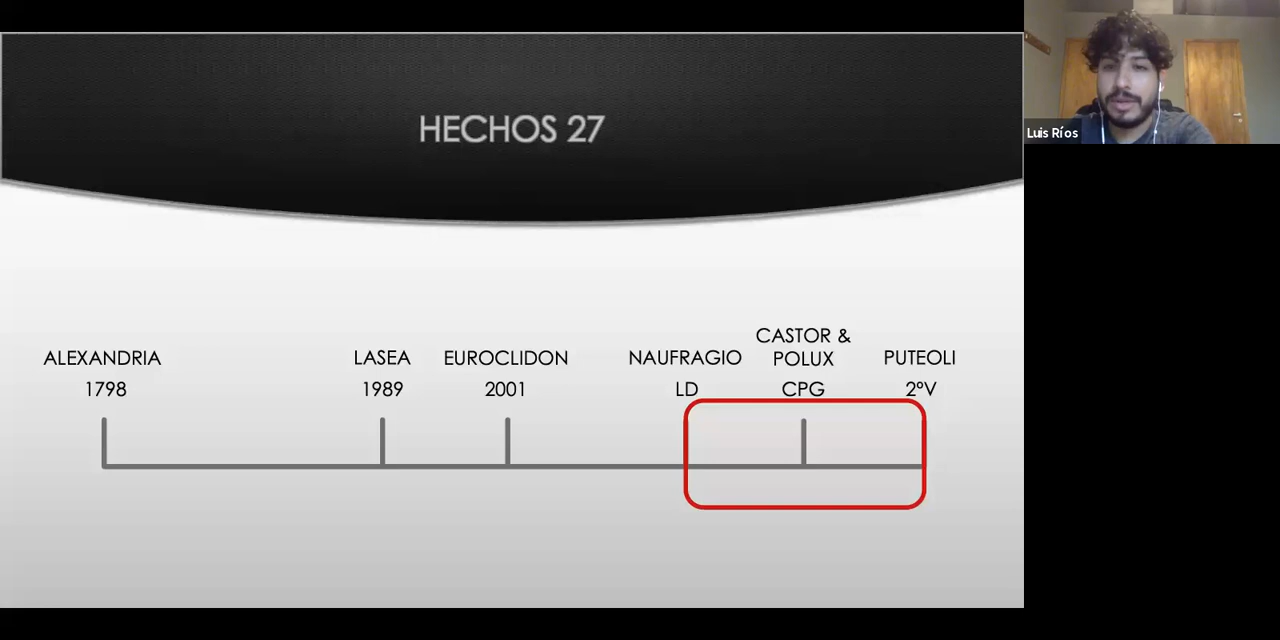 HECHOS 27
Luis Ríos
ALEXANDRIA
1798
LASEA
1989
EUROCLIDON
2001
NAUFRAGIO
LD
CASTOR &
POLUX
CPG
PUTEOLI
2ºV